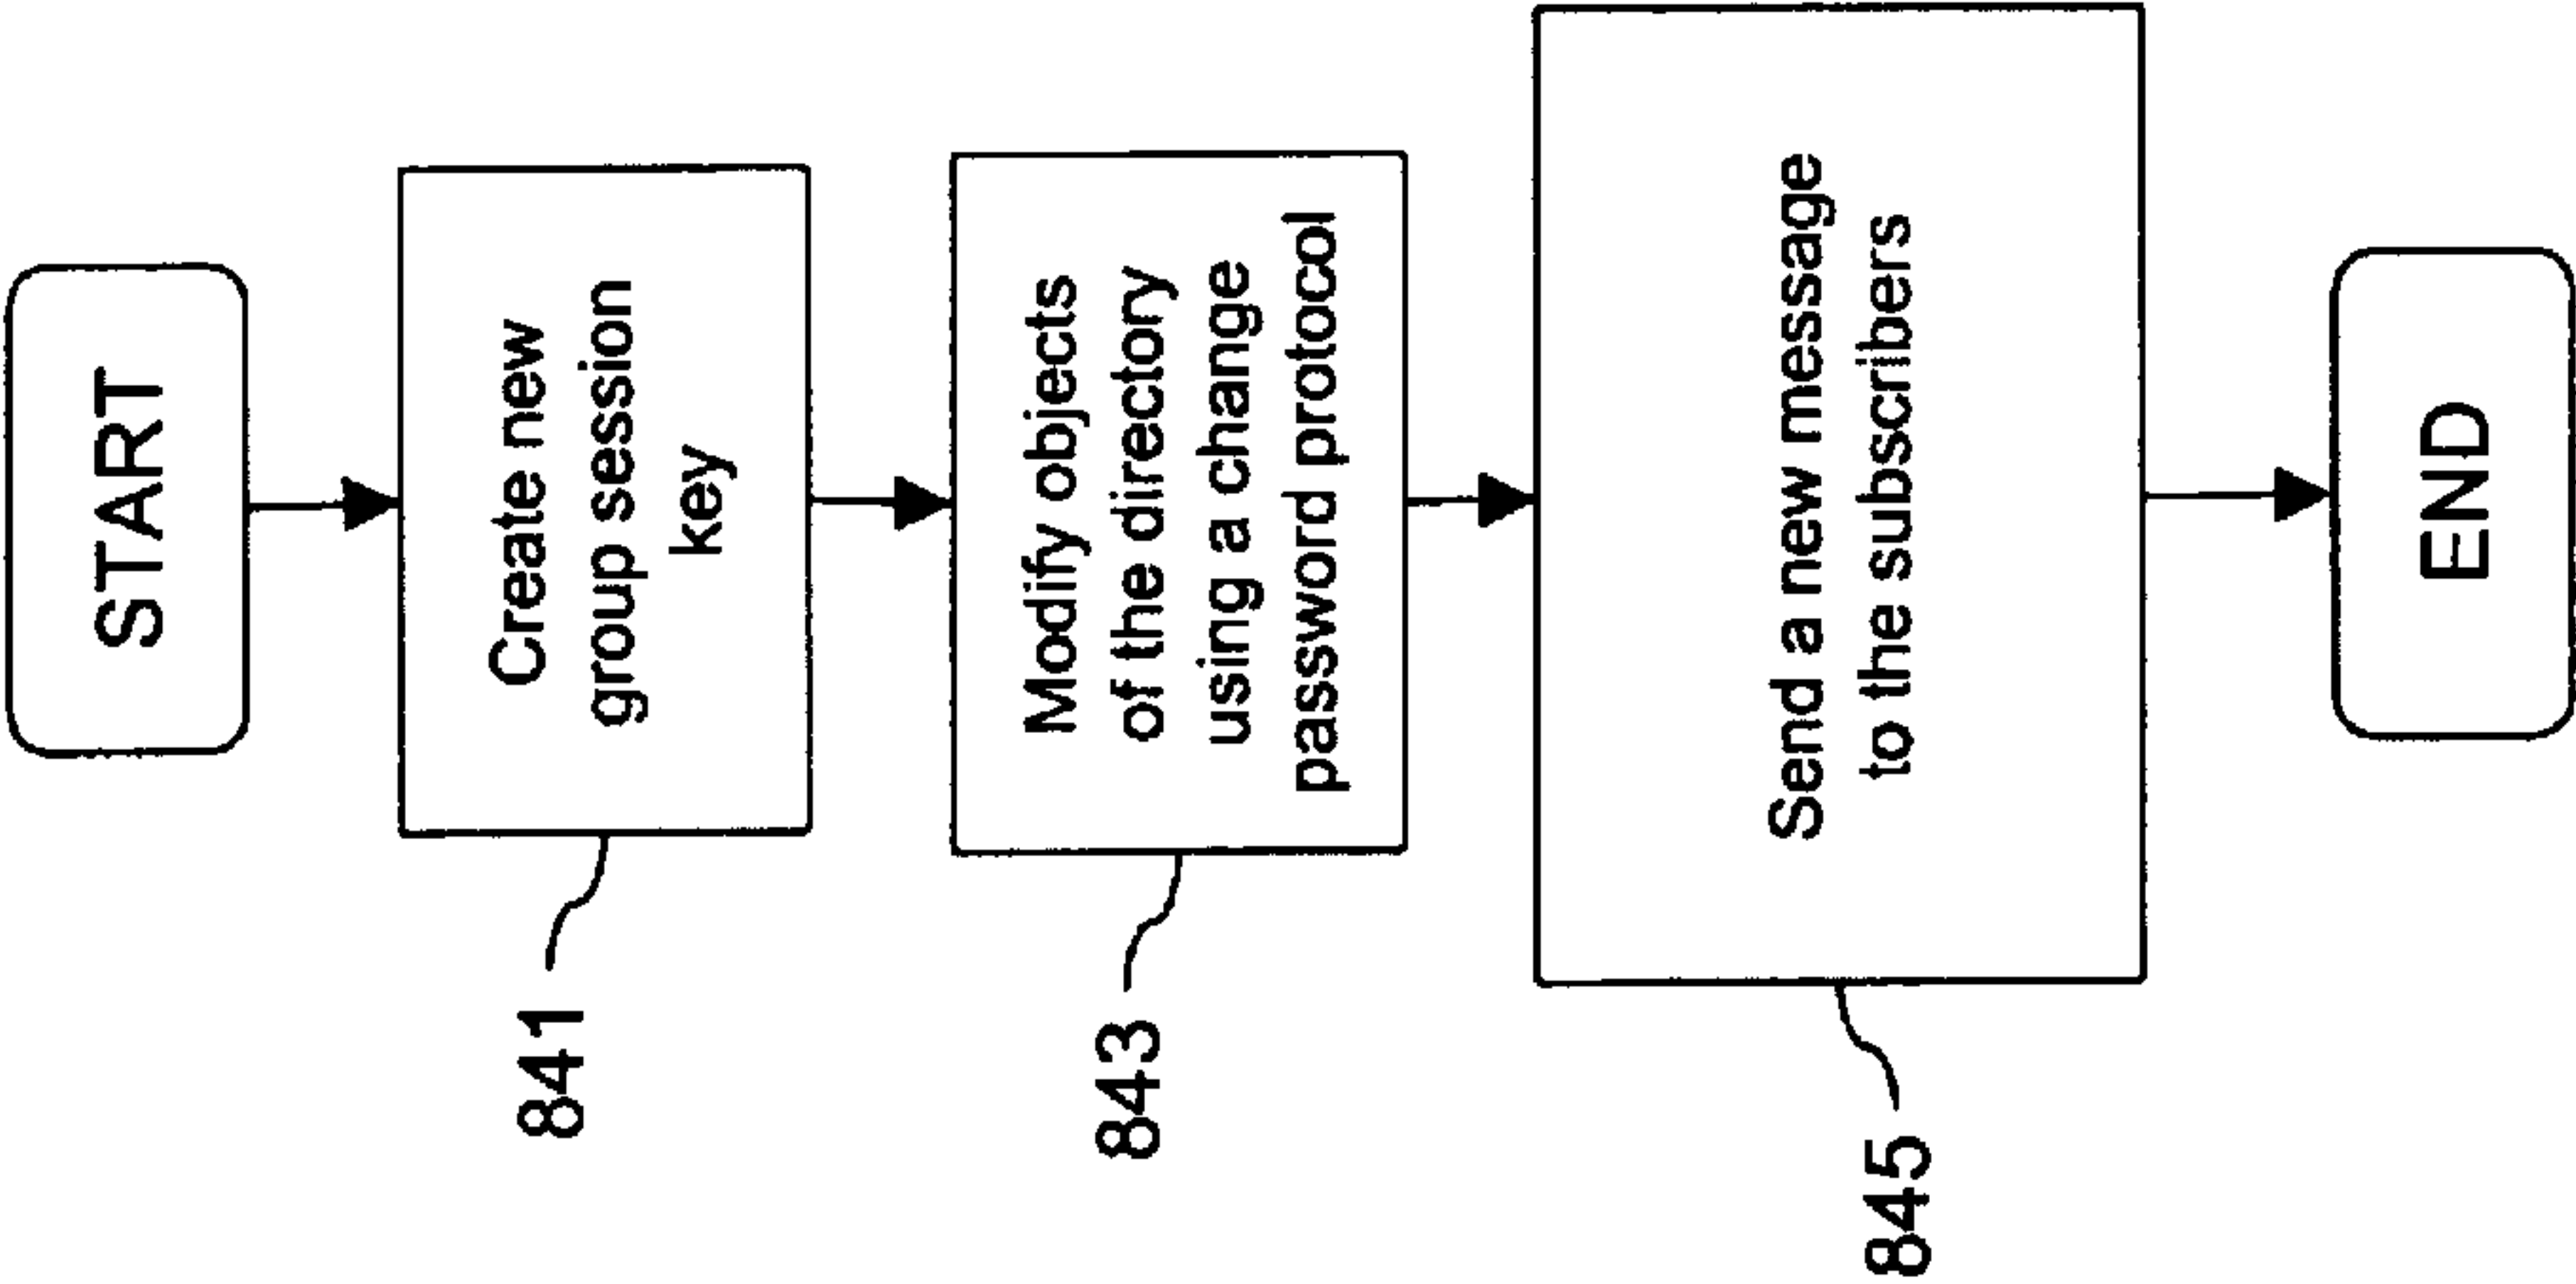 START
Create new
group session
key
841
Modify objects
of the directory
using a change
password protocol
843
Send a new message
to the subscribers
845
END